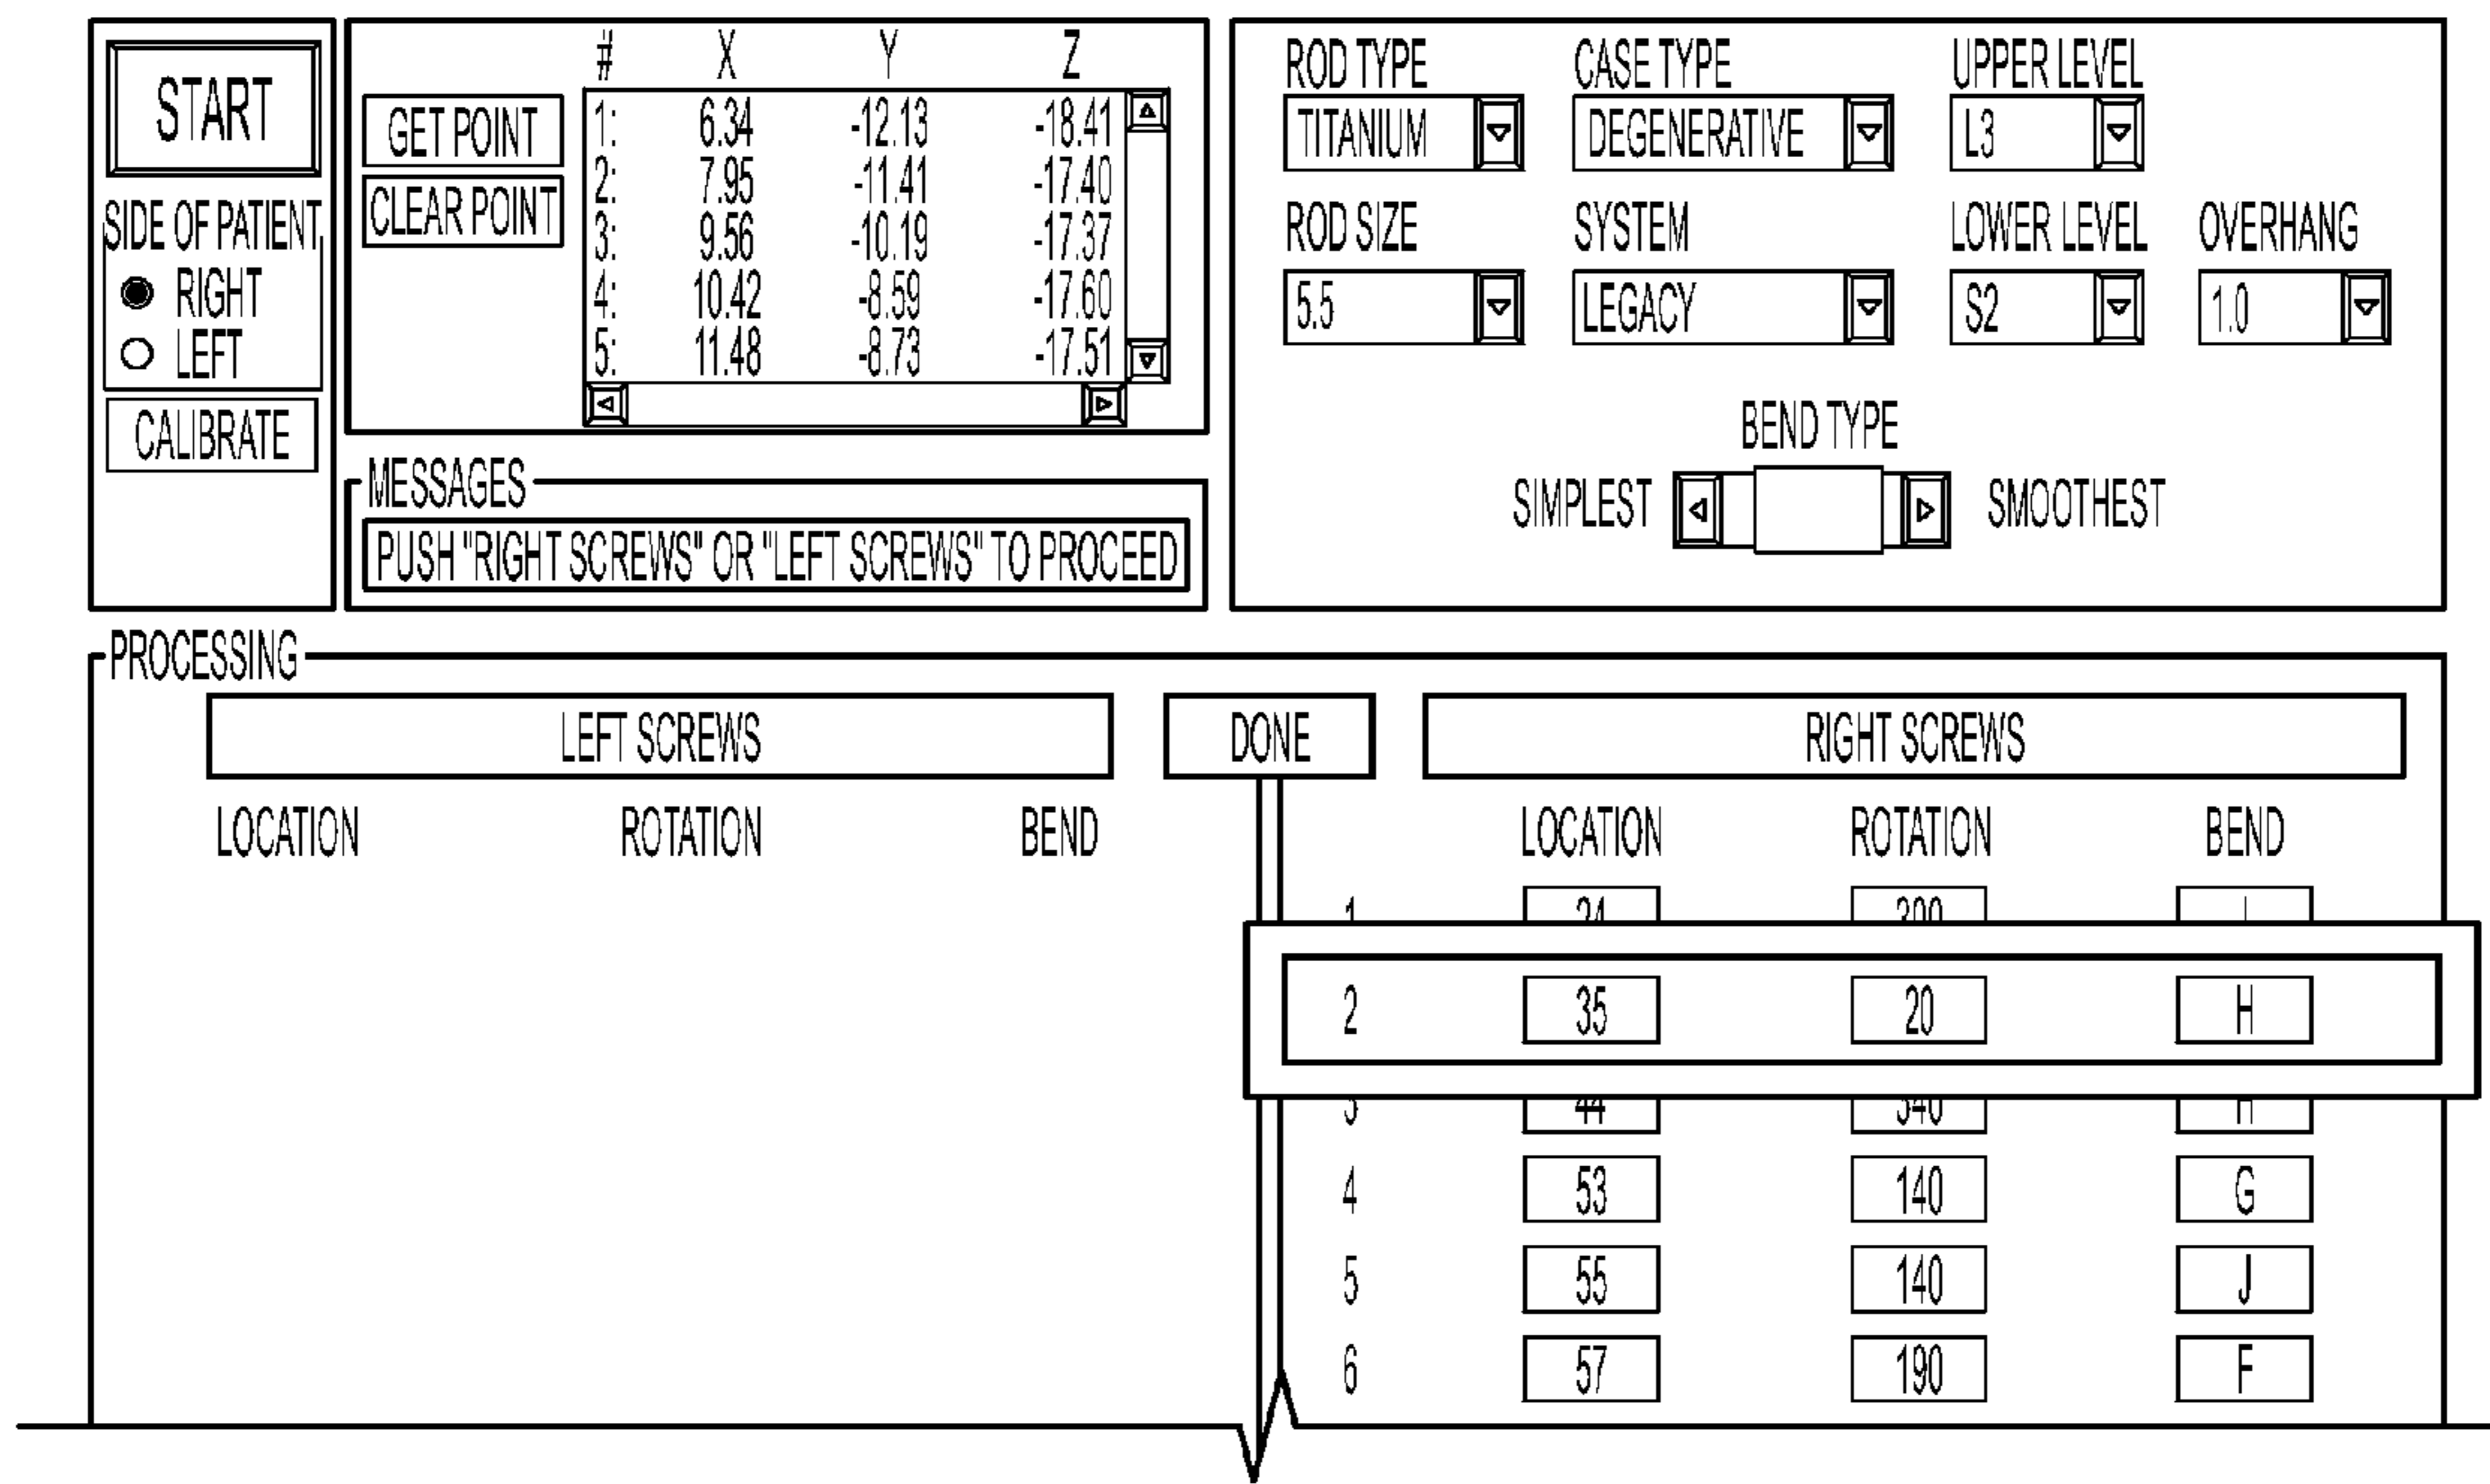 START
SIDE OF PATIENT
RIGHT
LEFT
CALIBRATE
GET POINT
CLEAR POINT
# X Y Z
1: 6.34 -12.13 -18.41
2: 7.95 -11.41 -17.40
3: 9.56 -10.19 -17.37
4: 10.42 -8.59 -17.60
5: 11.48 -8.73 -17.51
MESSAGES
PUSH "RIGHT SCREWS" OR "LEFT SCREWS" TO PROCEED
ROD TYPE CASE TYPE UPPER LEVEL
TITANIUM DEGENERATIVE L3
ROD SIZE SYSTEM LOWER LEVEL OVERHANG
5.5 LEGACY S2 1.0
BEND TYPE
SIMPLEST SMOOTHEST
PROCESSING
LEFT SCREWS DONE RIGHT SCREWS
LOCATION ROTATION BEND LOCATION ROTATION BEND
1
2 35 20 H
3 44 340 H
4 53 140 G
5 55 140 J
6 57 190 F